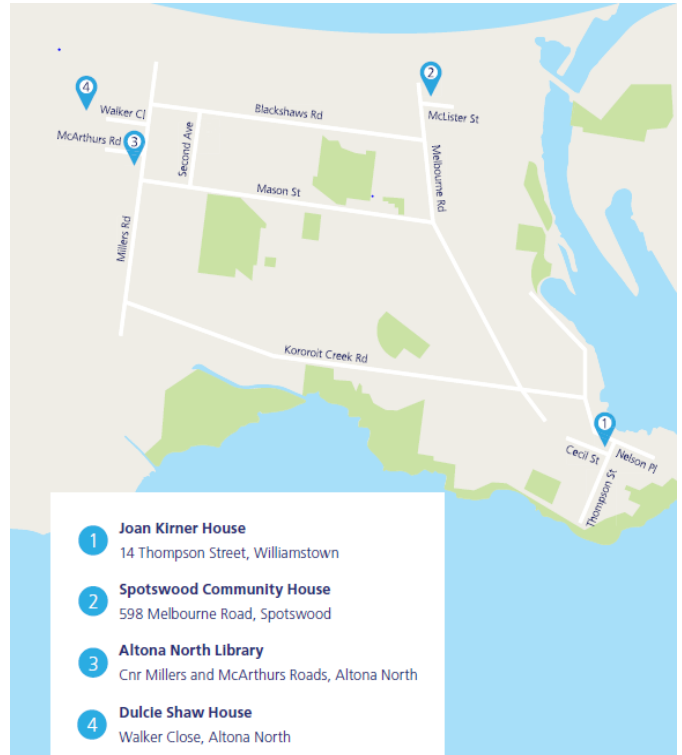 4
2
Walker Cl
Blackshaws Rd
McLister St
McArthurs Rd
3
Second Ave
Melbourne Rd
Mason St
Millers Rd
Kororoit Creek Rd
1
Cecil St
Nelson Pl
Thompson St
1
Joan Kirner House
14 Thompson Street, Williamstown
2
Spotswood Community House
598 Melbourne Road, Spotswood
3
Altona North Library
Cnr Millers and McArthurs Roads, Altona North
4
Dulcie Shaw House
Walker Close, Altona North